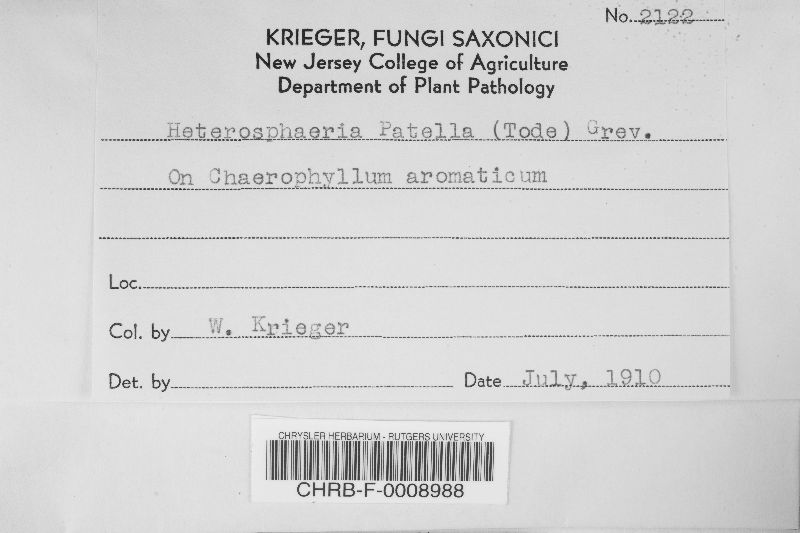 No. 2122
KRIEGER, FUNGI SAXONICI
New Jersey College of Agriculture
Department of Plant Pathology
Heterosphaeria Patella (Tode) Grev.
On Chaerophyllum aromaticum
Loc.
Col. by W. Krieger
Det. by Date July, 1910
CHRYSLER HERBARIUM - RUTGERS UNIVERSITY
CHRB-F-0008988